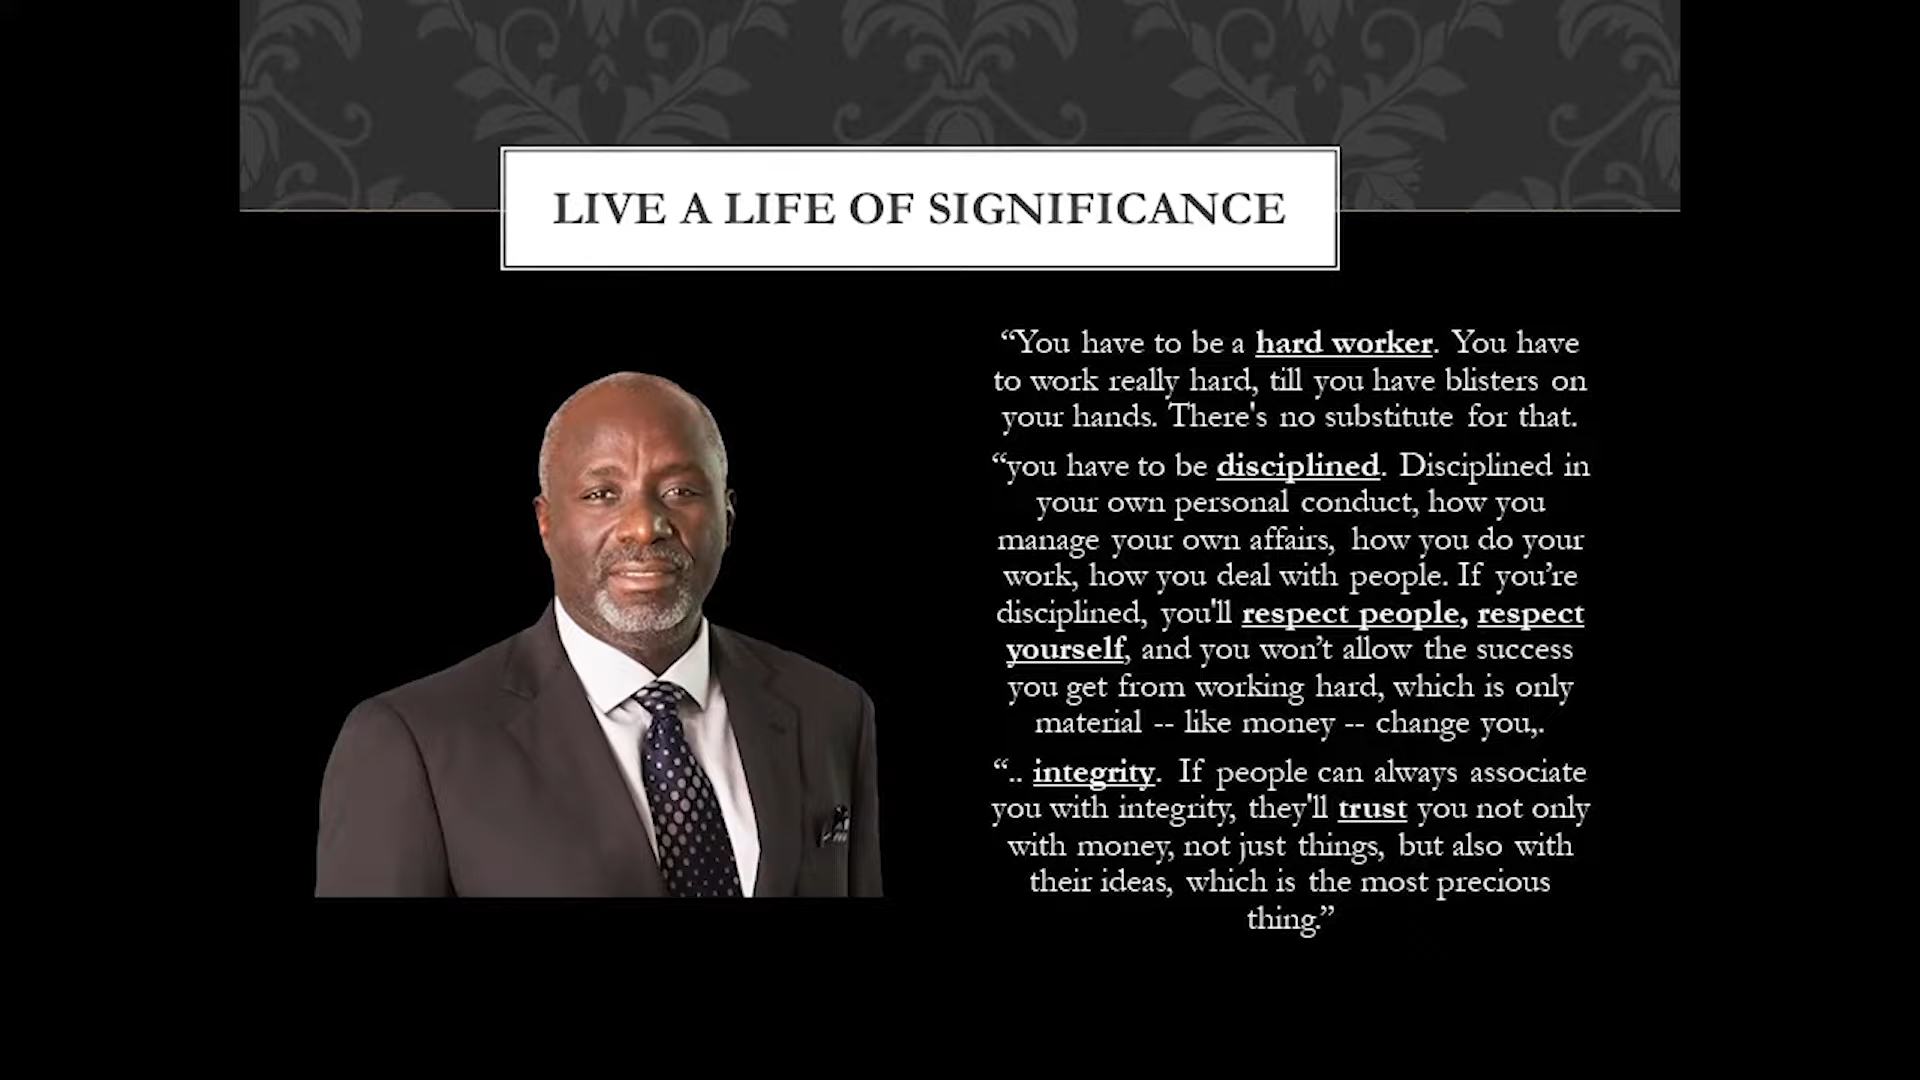 LIVE A LIFE OF SIGNIFICANCE
“You have to be a hard worker. You have
to work really hard, till you have blisters on
your hands. There's no substitute for that.
“you have to be disciplined. Disciplined in
your own personal conduct, how you
manage your own affairs, how you do your
work, how you deal with people. If you’re
disciplined, you'll respect people, respect
yourself, and you won’t allow the success
you get from working hard, which is only
material -- like money -- change you,.
“.. integrity. If people can always associate
you with integrity, they'll trust you not only
with money, not just things, but also with
their ideas, which is the most precious
thing.”